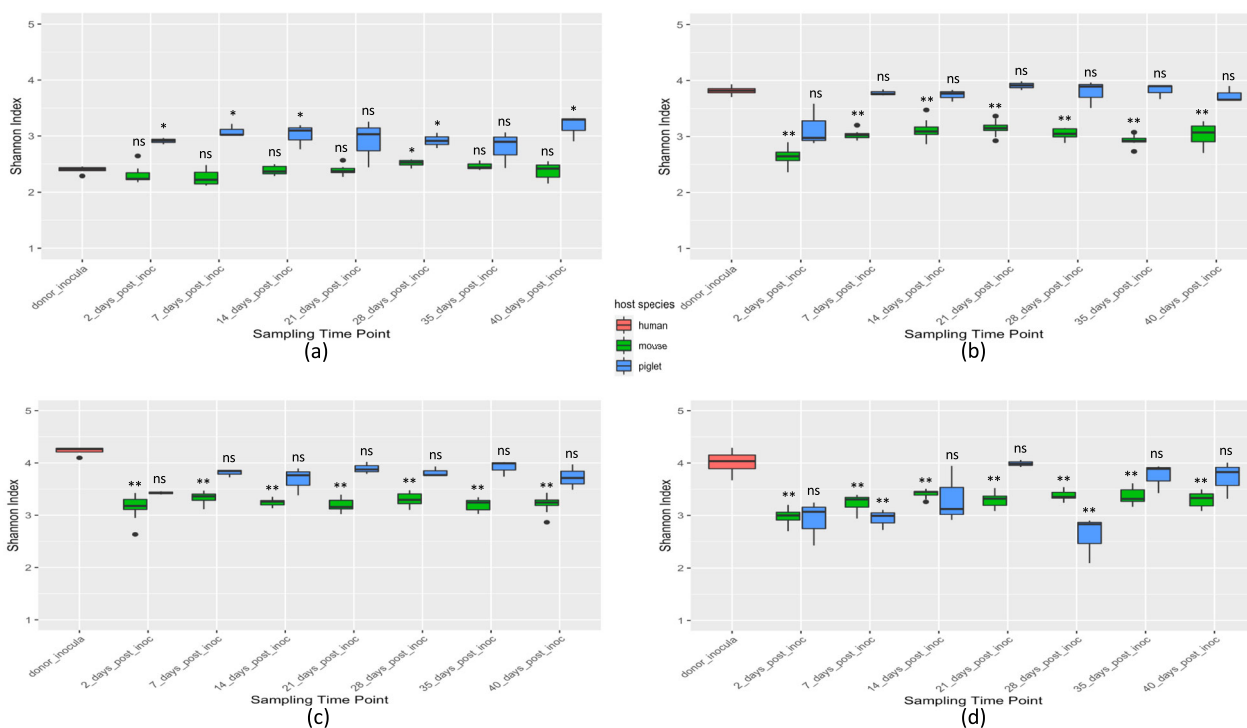 5
4
3
2
1
Shannon Index
ns
*
ns
*
ns
*
ns
ns
*
*
ns
ns
ns
*
donor_inocula
2_days_post_inoc
7_days_post_inoc
14_days_post_inoc
21_days_post_inoc
28_days_post_inoc
35_days_post_inoc
40_days_post_inoc
Sampling Time Point
(a)
5
4
3
2
1
Shannon Index
**
ns
**
ns
**
ns
**
ns
**
ns
**
ns
**
ns
donor_inocula
2_days_post_inoc
7_days_post_inoc
14_days_post_inoc
21_days_post_inoc
28_days_post_inoc
35_days_post_inoc
40_days_post_inoc
Sampling Time Point
(b)
host species
human
mouse
piglet
5
4
3
2
1
Shannon Index
**
ns
**
ns
**
ns
**
ns
**
ns
**
ns
**
ns
donor_inocula
2_days_post_inoc
7_days_post_inoc
14_days_post_inoc
21_days_post_inoc
28_days_post_inoc
35_days_post_inoc
40_days_post_inoc
Sampling Time Point
(c)
5
4
3
2
1
Shannon Index
**
ns
**
**
**
ns
**
ns
**
**
**
ns
**
ns
donor_inocula
2_days_post_inoc
7_days_post_inoc
14_days_post_inoc
21_days_post_inoc
28_days_post_inoc
35_days_post_inoc
40_days_post_inoc
Sampling Time Point
(d)